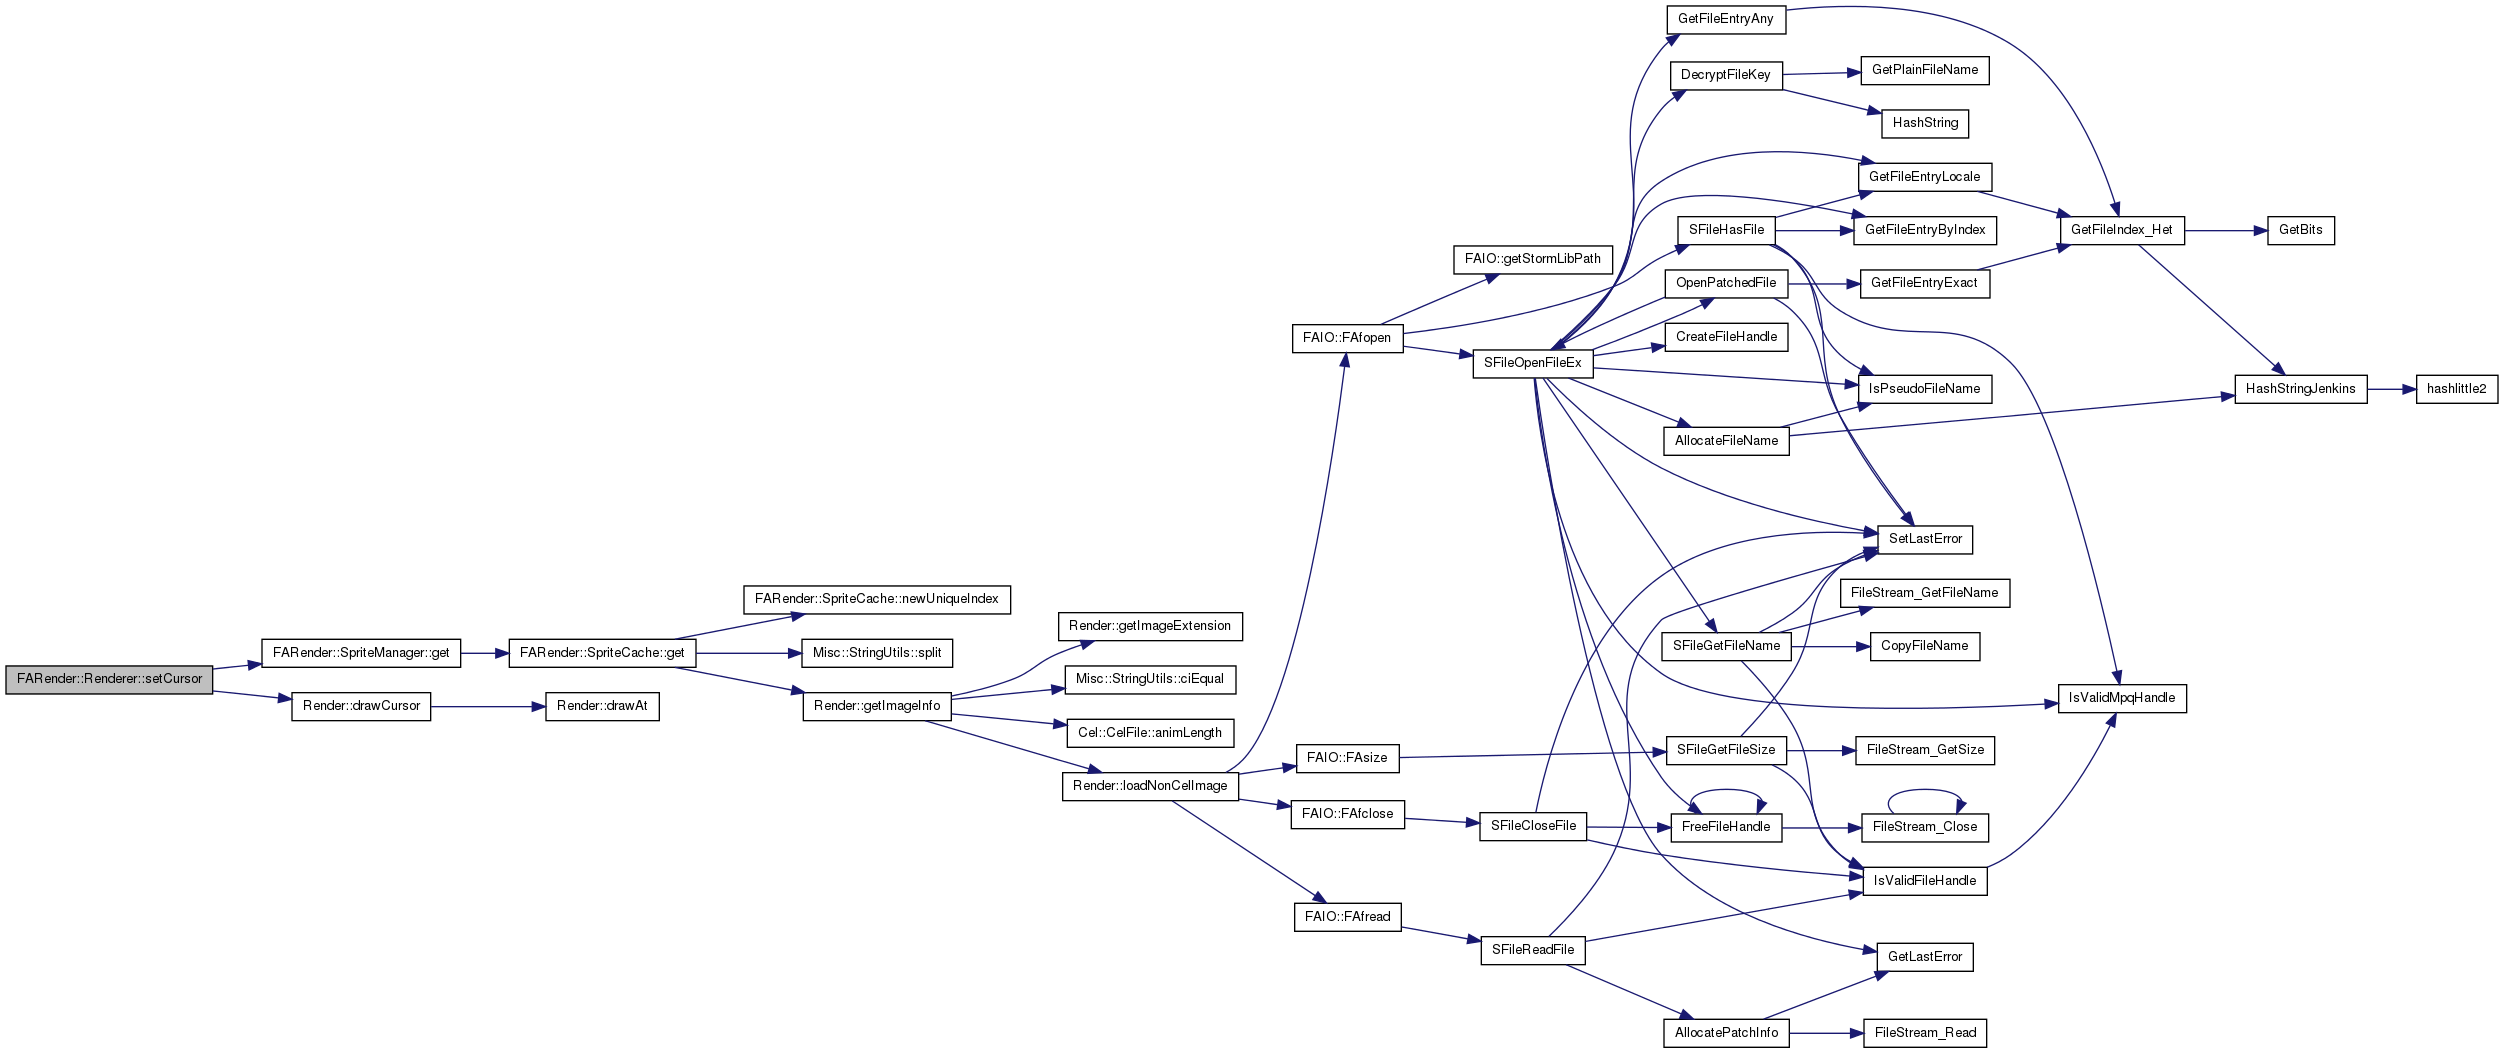 FARender::Renderer::setCursor
FARender::SpriteManager::get
Render::drawCursor
FARender::SpriteCache::get
Render::drawAt
FARender::SpriteCache::newUniqueIndex
Misc::StringUtils::split
Render::getImageInfo
Render::getImageExtension
Misc::StringUtils::ciEqual
Cel::CelFile::animLength
Render::loadNonCelImage
FAIO::FAfopen
FAIO::FAsize
FAIO::FAfclose
FAIO::FAfread
FAIO::getStormLibPath
SFileOpenFileEx
SFileCloseFile
SFileReadFile
GetFileEntryAny
DecryptFileKey
SFileHasFile
OpenPatchedFile
CreateFileHandle
AllocateFileName
SFileGetFileName
SFileGetFileSize
FreeFileHandle
AllocatePatchInfo
GetPlainFileName
HashString
GetFileEntryLocale
GetFileEntryByIndex
GetFileEntryExact
IsPseudoFileName
SetLastError
FileStream_GetFileName
CopyFileName
FileStream_GetSize
FileStream_Close
IsValidFileHandle
GetLastError
FileStream_Read
GetFileIndex_Het
IsValidMpqHandle
GetBits
HashStringJenkins
hashlittle2